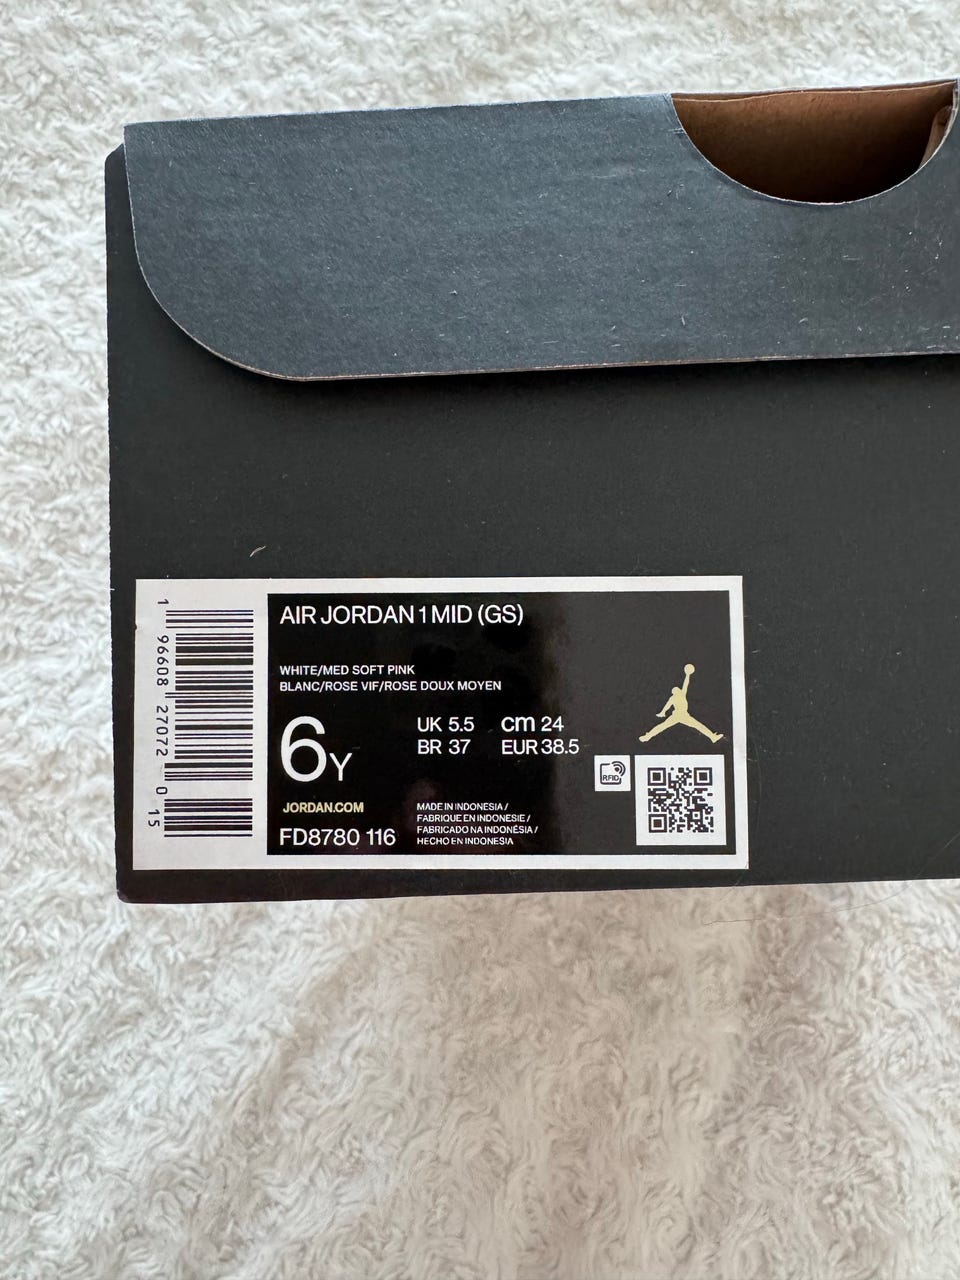 AIR JORDAN 1 MID (GS)
WHITE/MED SOFT PINK
BLANC/ROSE VIF/ROSE DOUX MOYEN
6Y
UK 5.5 cm 24
BR 37 EUR 38.5
RFID
JORDAN.COM
FD8780 116
MADE IN INDONESIA /
FABRIQUE EN INDONESIE /
FABRICADO NA INDONÉSIA /
HECHO EN INDONESIA
1 96608 27072 0 15